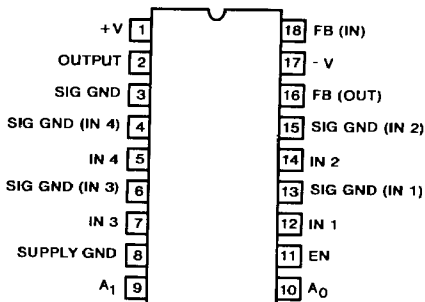 +V 1 18 FB (IN)
OUTPUT 2 17 - V
SIG GND 3 16 FB (OUT)
SIG GND (IN 4) 4 15 SIG GND (IN 2)
IN 4 5 14 IN 2
SIG GND (IN 3) 6 13 SIG GND (IN 1)
IN 3 7 12 IN 1
SUPPLY GND 8 11 EN
A₁ 9 10 A₀